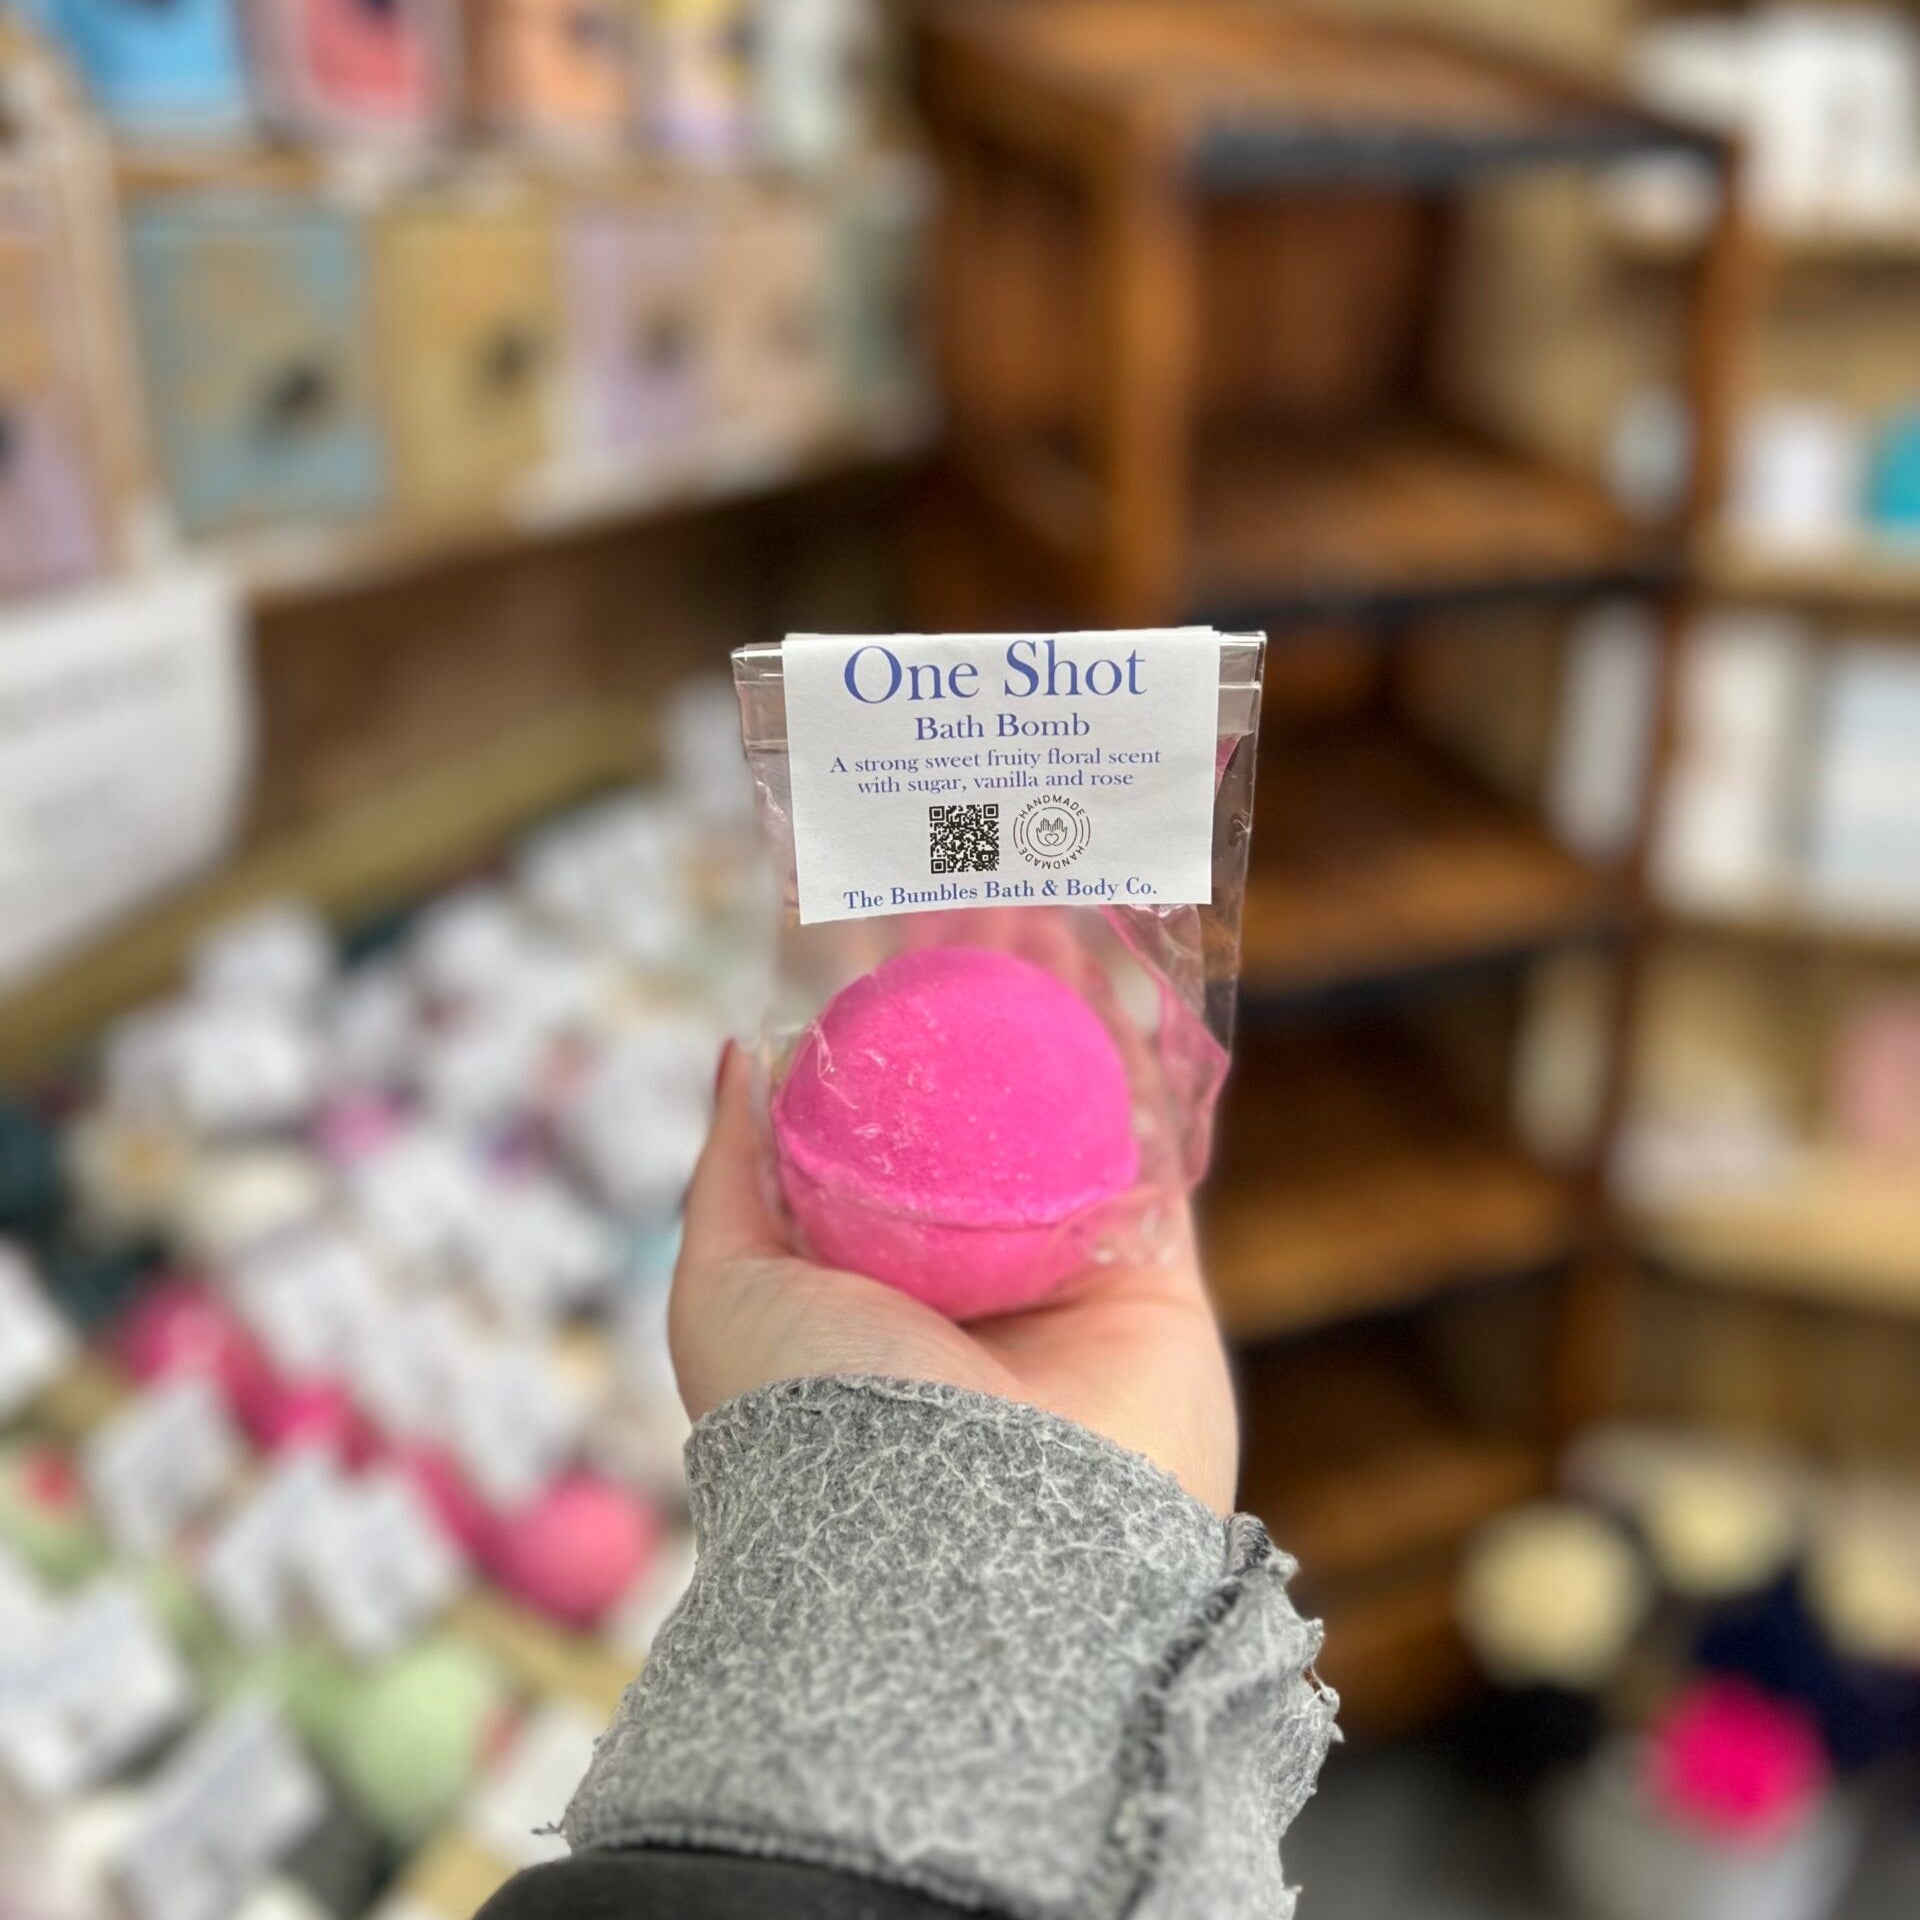 One Shot
Bath Bomb
A strong sweet fruity floral scent
with sugar, vanilla and rose
HANDMADE
HANDMADE
The Bumbles Bath & Body Co.